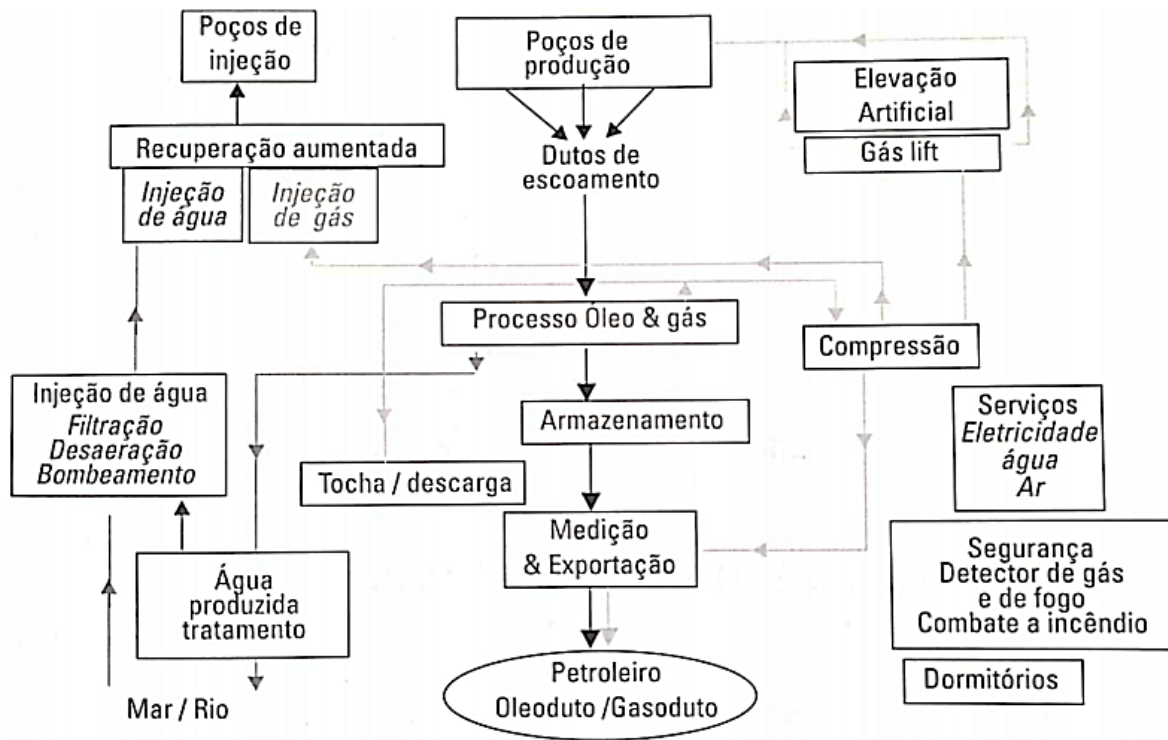 Poços de
injeção
Poços de
produção
Elevação
Artificial
Gás lift
Recuperação aumentada
Injeção
de água
Injeção
de gás
Dutos de
escoamento
Processo Óleo & gás
Compressão
Injeção de água
Filtração
Desaeração
Bombeamento
Armazenamento
Serviços
Eletricidade
água
Ar
Tocha / descarga
Medição
& Exportação
Segurança
Detector de gás
e de fogo
Combate a incêndio
Água
produzida
tratamento
Dormitórios
Mar / Rio
Petroleiro
Oleoduto /Gasoduto